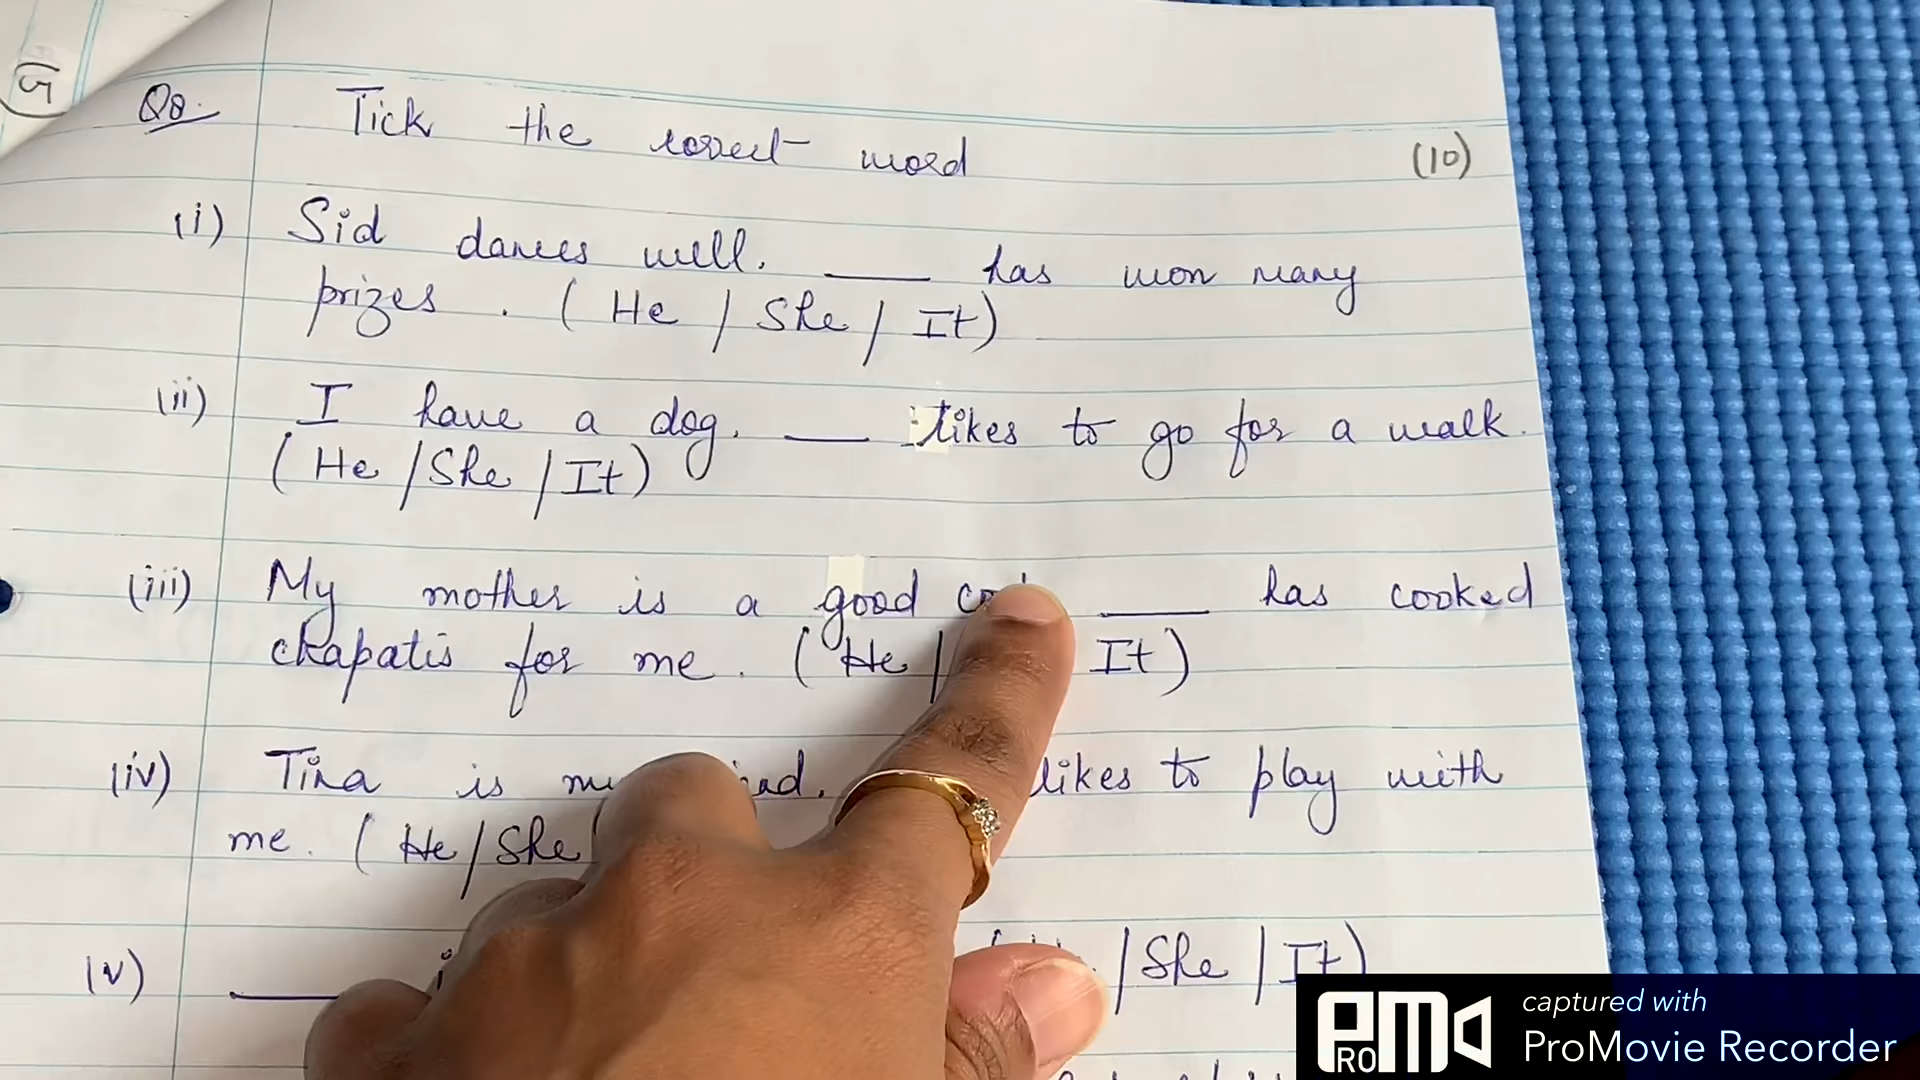 G
Q8. Tick the correct word (10)
(i) Sid dances well. ____ has won many
prizes . ( He / She / It)
(ii) I have a dog. ____ likes to go for a walk.
( He / She / It)
(iii) My mother is a good ____ has cooked
chapatis for me . ( He / It )
(iv) Tina is likes to play with
me . ( He / She
(v) ____ / She / It)
captured with
PRO M ProMovie Recorder